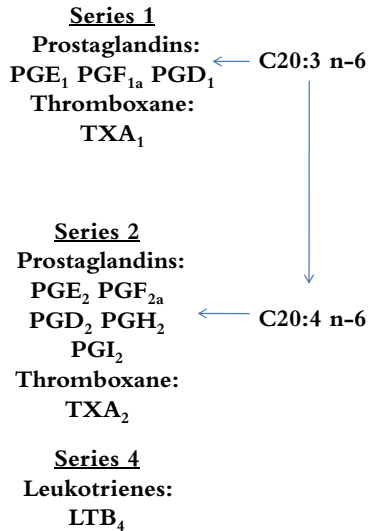 Series 1
Prostaglandins:
PGE₁ PGF₁ₐ PGD₁
C20:3 n-6
Thromboxane:
TXA₁
Series 2
Prostaglandins:
PGE₂ PGF₂ₐ
PGD₂ PGH₂
C20:4 n-6
PGI₂
Thromboxane:
TXA₂
Series 4
Leukotrienes:
LTB₄